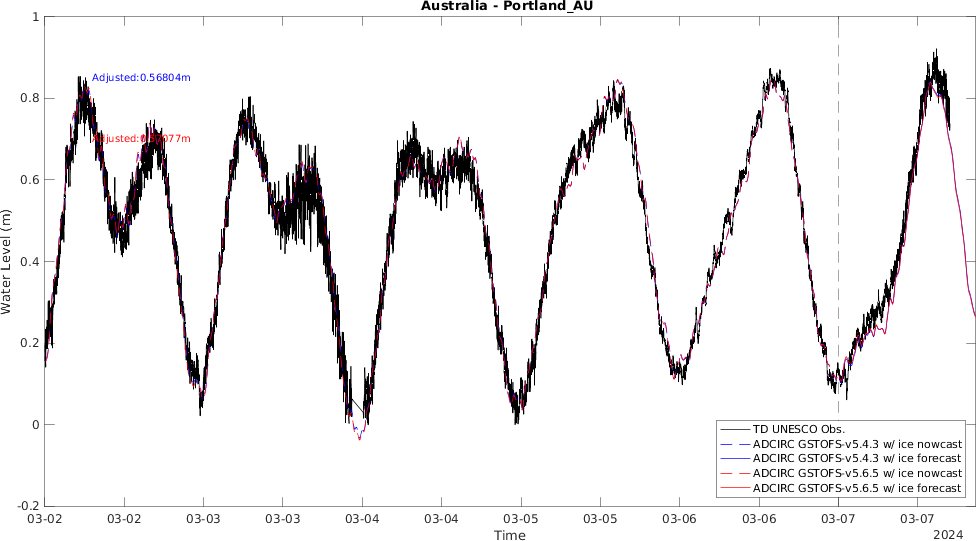 Australia - Portland_AU
1
0.8
0.6
0.4
0.2
0
-0.2
Water Level (m)
Adjusted:0.56804m
TD UNESCO Obs.
ADCIRC GSTOFS-v5.4.3 w/ ice nowcast
ADCIRC GSTOFS-v5.4.3 w/ ice forecast
ADCIRC GSTOFS-v5.6.5 w/ ice nowcast
ADCIRC GSTOFS-v5.6.5 w/ ice forecast
03-02 03-02 03-03 03-03 03-04 03-04 03-05 03-05 03-06 03-06 03-07 03-07
Time
2024